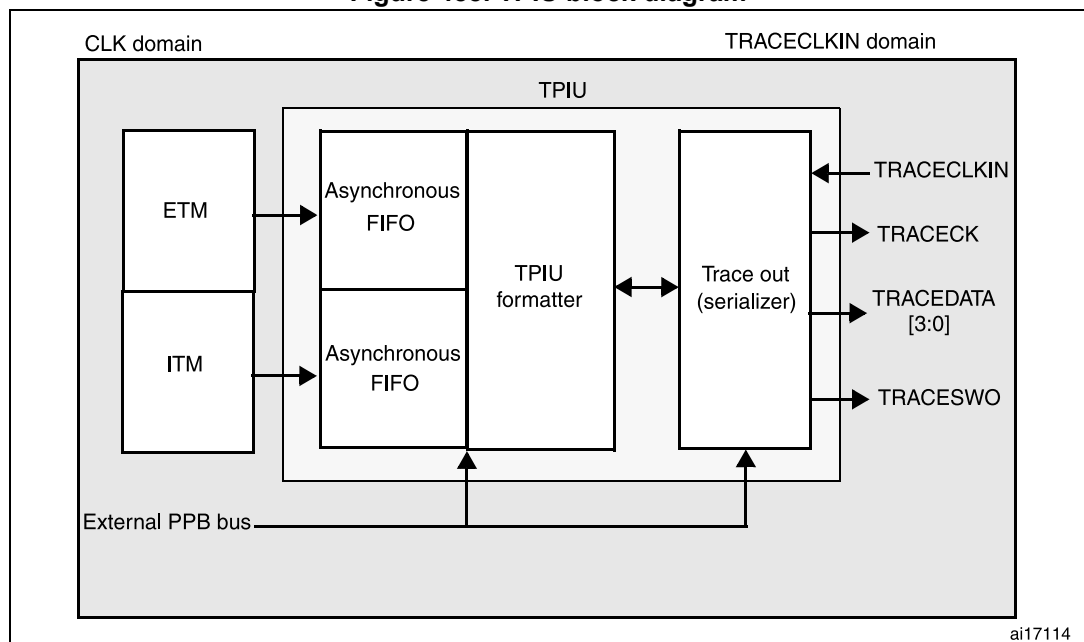 CLK domain
TRACECLKIN domain
TPIU
ETM
Asynchronous
FIFO
TPIU
formatter
Trace out
(serializer)
TRACECLKIN
TRACECK
TRACEDATA
[3:0]
TRACESWO
ITM
Asynchronous
FIFO
External PPB bus
ai17114